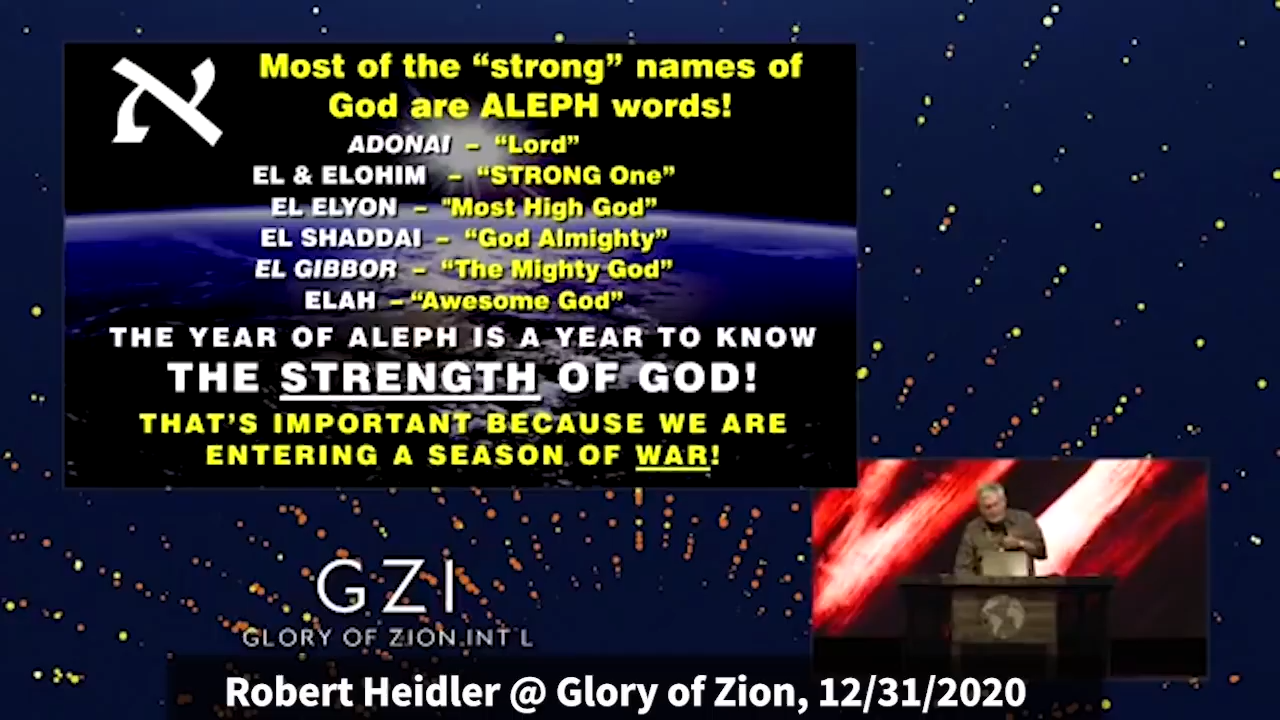 א
Most of the “strong” names of
God are ALEPH words!
ADONAI – “Lord”
EL & ELOHIM – “STRONG One”
EL ELYON – "Most High God”
EL SHADDAI – “God Almighty”
EL GIBBOR – “The Mighty God”
ELAH – “Awesome God”
THE YEAR OF ALEPH IS A YEAR TO KNOW
THE STRENGTH OF GOD!
THAT’S IMPORTANT BECAUSE WE ARE
ENTERING A SEASON OF WAR!
GZI
GLORY OF ZION INT'L
Robert Heidler @ Glory of Zion, 12/31/2020